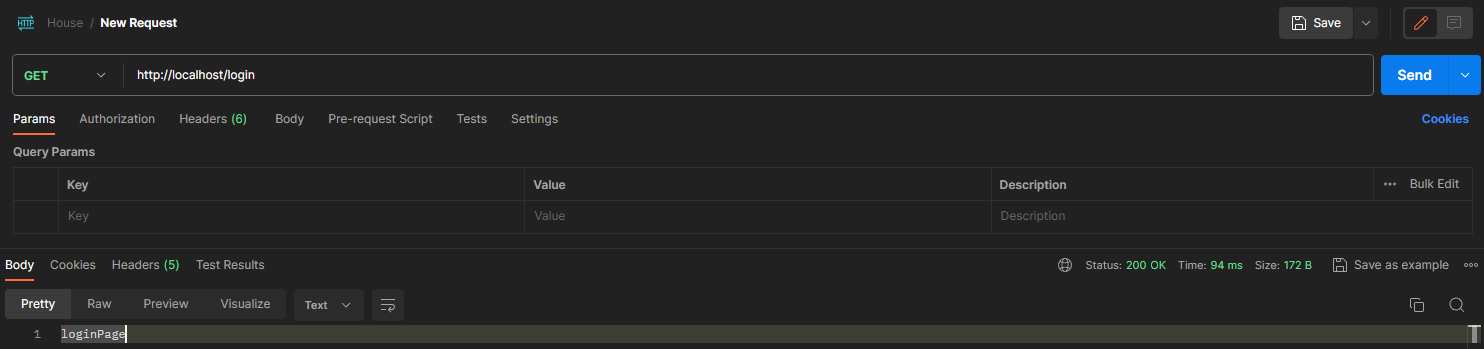 HTTP House / New Request Save
GET http://localhost/login Send
Params Authorization Headers (6) Body Pre-request Script Tests Settings Cookies
Query Params
Key Value Description ••• Bulk Edit
Key Value Description
Body Cookies Headers (5) Test Results Status: 200 OK Time: 94 ms Size: 172 B Save as example
Pretty Raw Preview Visualize Text
1 loginPage